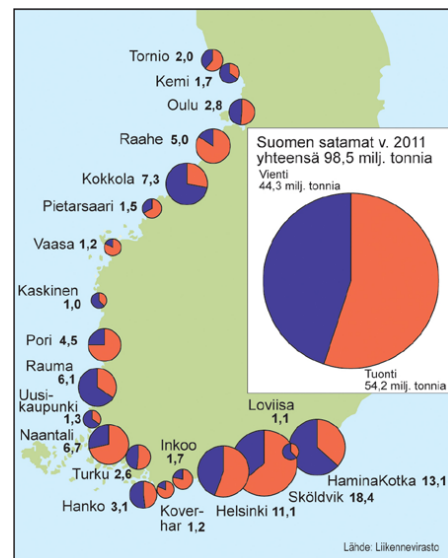 Tornio 2,0
Kemi 1,7
Oulu 2,8
Raahe 5,0
Kokkola 7,3
Pietarsaari 1,5
Vaasa 1,2
Kaskinen
1,0
Pori 4,5
Rauma
6,1
Uusi-
kaupunki
1,3
Naantali
6,7
Turku 2,6
Hanko 3,1
Inkoo
1,7
Kover-
har
1,2
Helsinki 11,1
Loviisa
1,1
Sköldvik
18,4
HaminaKotka 13,1
Suomen satamat v. 2011
yhteensä 98,5 milj. tonnia
Vienti
44,3 milj. tonnia
Tuonti
54,2 milj. tonnia
Lähde: Liikennevirasto